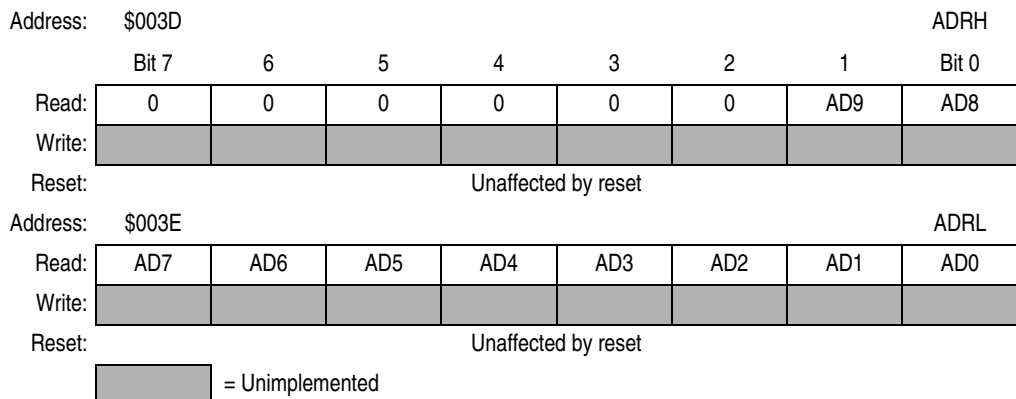 Address: $003D ADRH
Bit 7 6 5 4 3 2 1 Bit 0
Read: 0 0 0 0 0 0 AD9 AD8
Write:
Reset: Unaffected by reset
Address: $003E ADRL
Read: AD7 AD6 AD5 AD4 AD3 AD2 AD1 AD0
Write:
Reset: Unaffected by reset
= Unimplemented